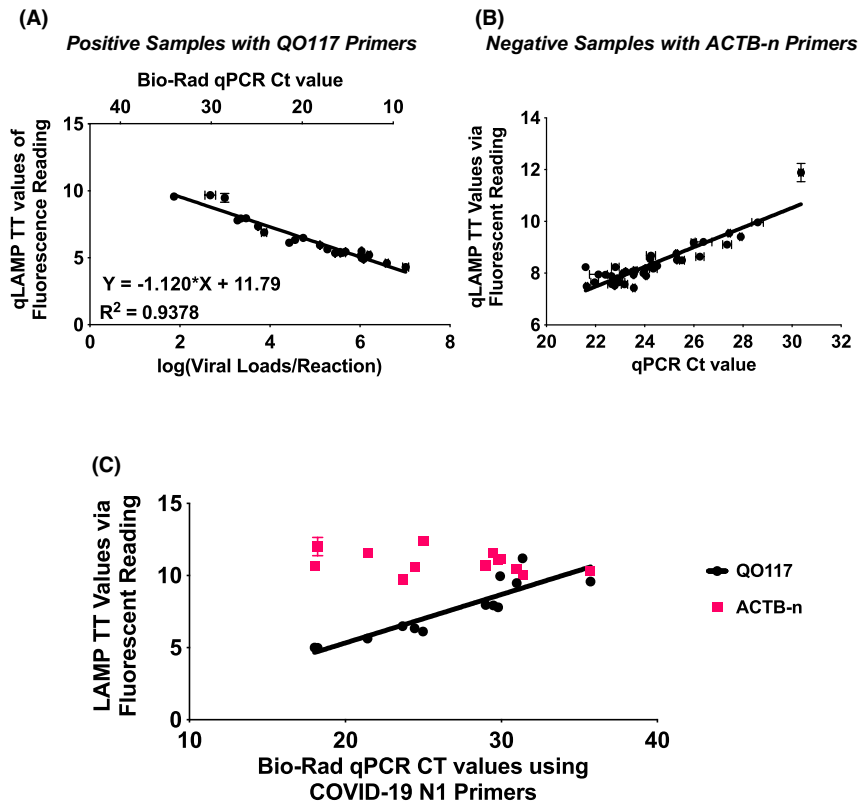 (A)
Positive Samples with QO117 Primers
Bio-Rad qPCR Ct value
40 30 20 10
qLAMP TT values of
Fluorescence Reading
15
10
5
0
Y = -1.120*X + 11.79
R² = 0.9378
0 2 4 6 8
log(Viral Loads/Reaction)
(B)
Negative Samples with ACTB-n Primers
qLAMP TT Values via
Fluorescent Reading
14
12
10
8
6
20 22 24 26 28 30 32
qPCR Ct value
(C)
LAMP TT Values via
Fluorescent Reading
15
10
5
0
10 20 30 40
Bio-Rad qPCR CT values using
COVID-19 N1 Primers
QO117
ACTB-n